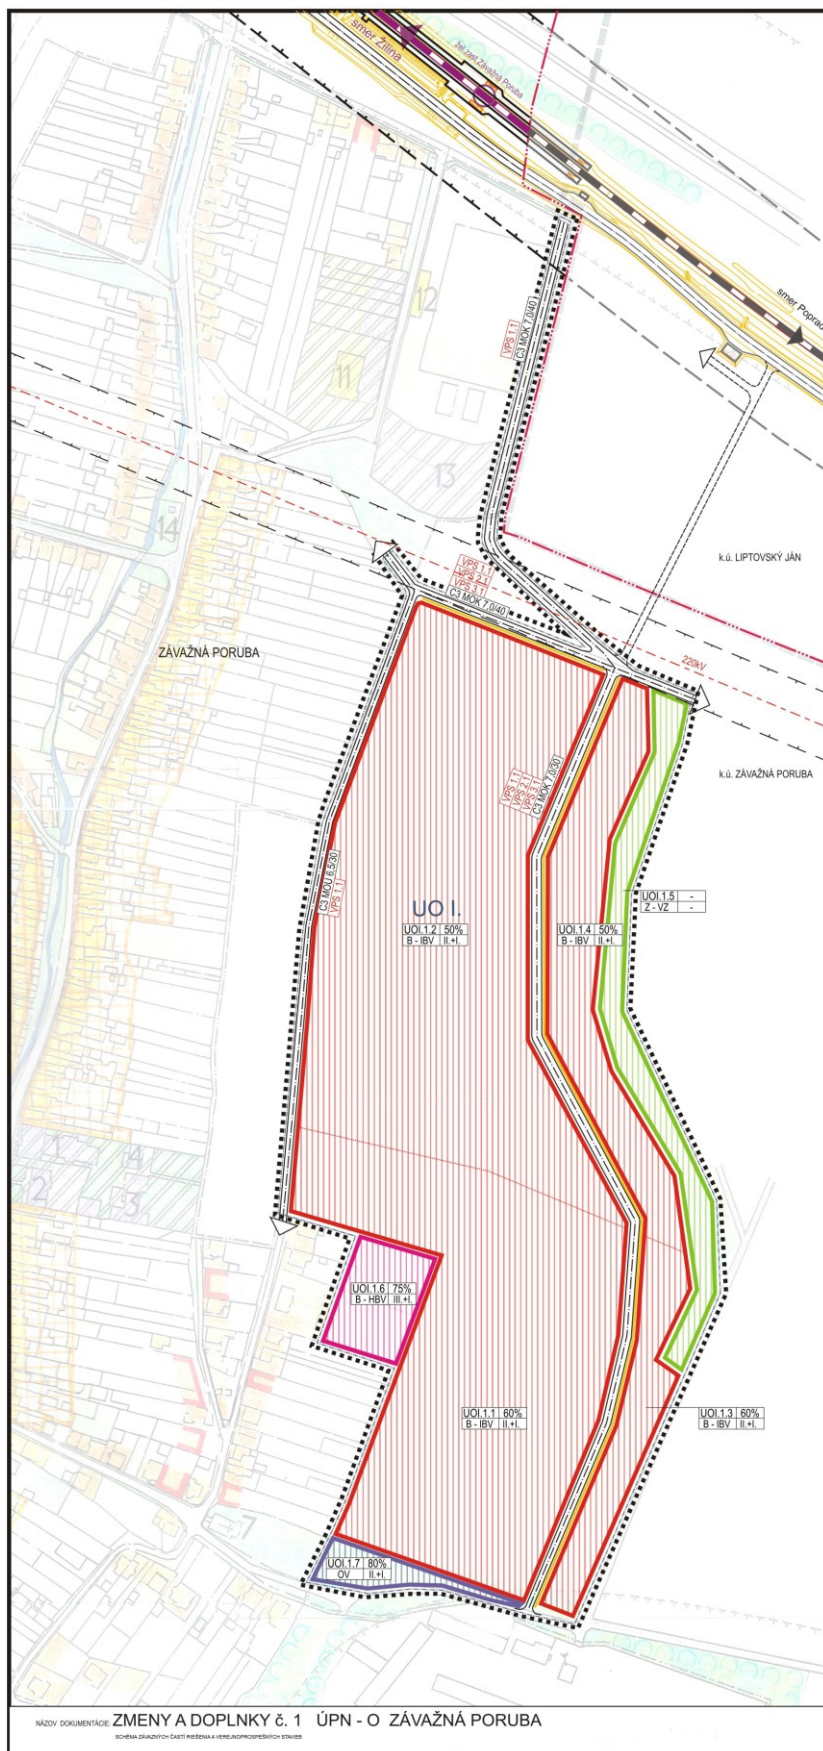 smer Žilina
žel.zast.Závažná Poruba
smer Poprad
12
VPS 1.1
C3 MOK 7.0/40
11
13
14
k.ú. LIPTOVSKÝ JÁN
VPS 1.1
VPS 2.1
VPS 3.1
C3 MOK 7.0/40
ZÁVAŽNÁ PORUBA
220kV
k.ú. ZÁVAŽNÁ PORUBA
VPS 1.1
VPS 2.1
VPS 3.1
C3 MOK 7.0/30
C3 MOU 6.5/30
VPS 1.1
UO I.
UOI.1.2 50%
B - IBV II.+I.
UOI.1.4 50%
B - IBV II.+I.
UOI.1.5 -
Z - VZ -
1
4
2
3
UOI.1.6 75%
B - HBV III.+I.
UOI.1.1 60%
B - IBV II.+I.
UOI.1.3 60%
B - IBV II.+I.
7
UOI.1.7 80%
OV II.+I.
NÁZOV DOKUMENTÁCIE: ZMENY A DOPLNKY č. 1 ÚPN - O ZÁVAŽNÁ PORUBA
SCHÉMA ZÁVÄZNÝCH ČASTÍ RIEŠENIA A VEREJNOPROSPEŠNÝCH STAVIEB